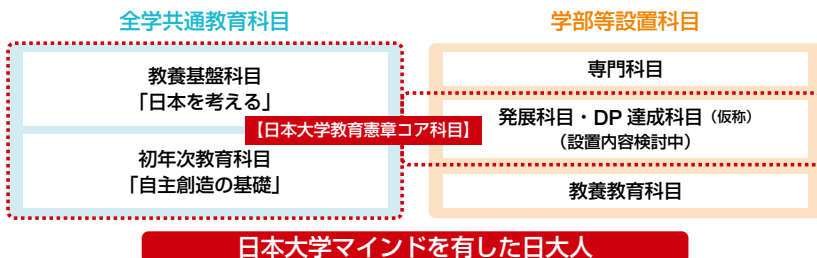 全学共通教育科目
教養基盤科目
「日本を考える」
初年次教育科目
「自主創造の基礎」
【日本大学教育憲章コア科目】
学部等設置科目
専門科目
発展科目・DP 達成科目（仮称）
（設置内容検討中）
教養教育科目
日本大学マインドを有した日大人